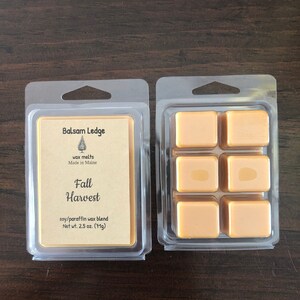 Balsam Ledge
wax melts
Made in Maine
Fall
Harvest
soy/paraffin wax blend
Net wt. 2.5 oz. (71g)